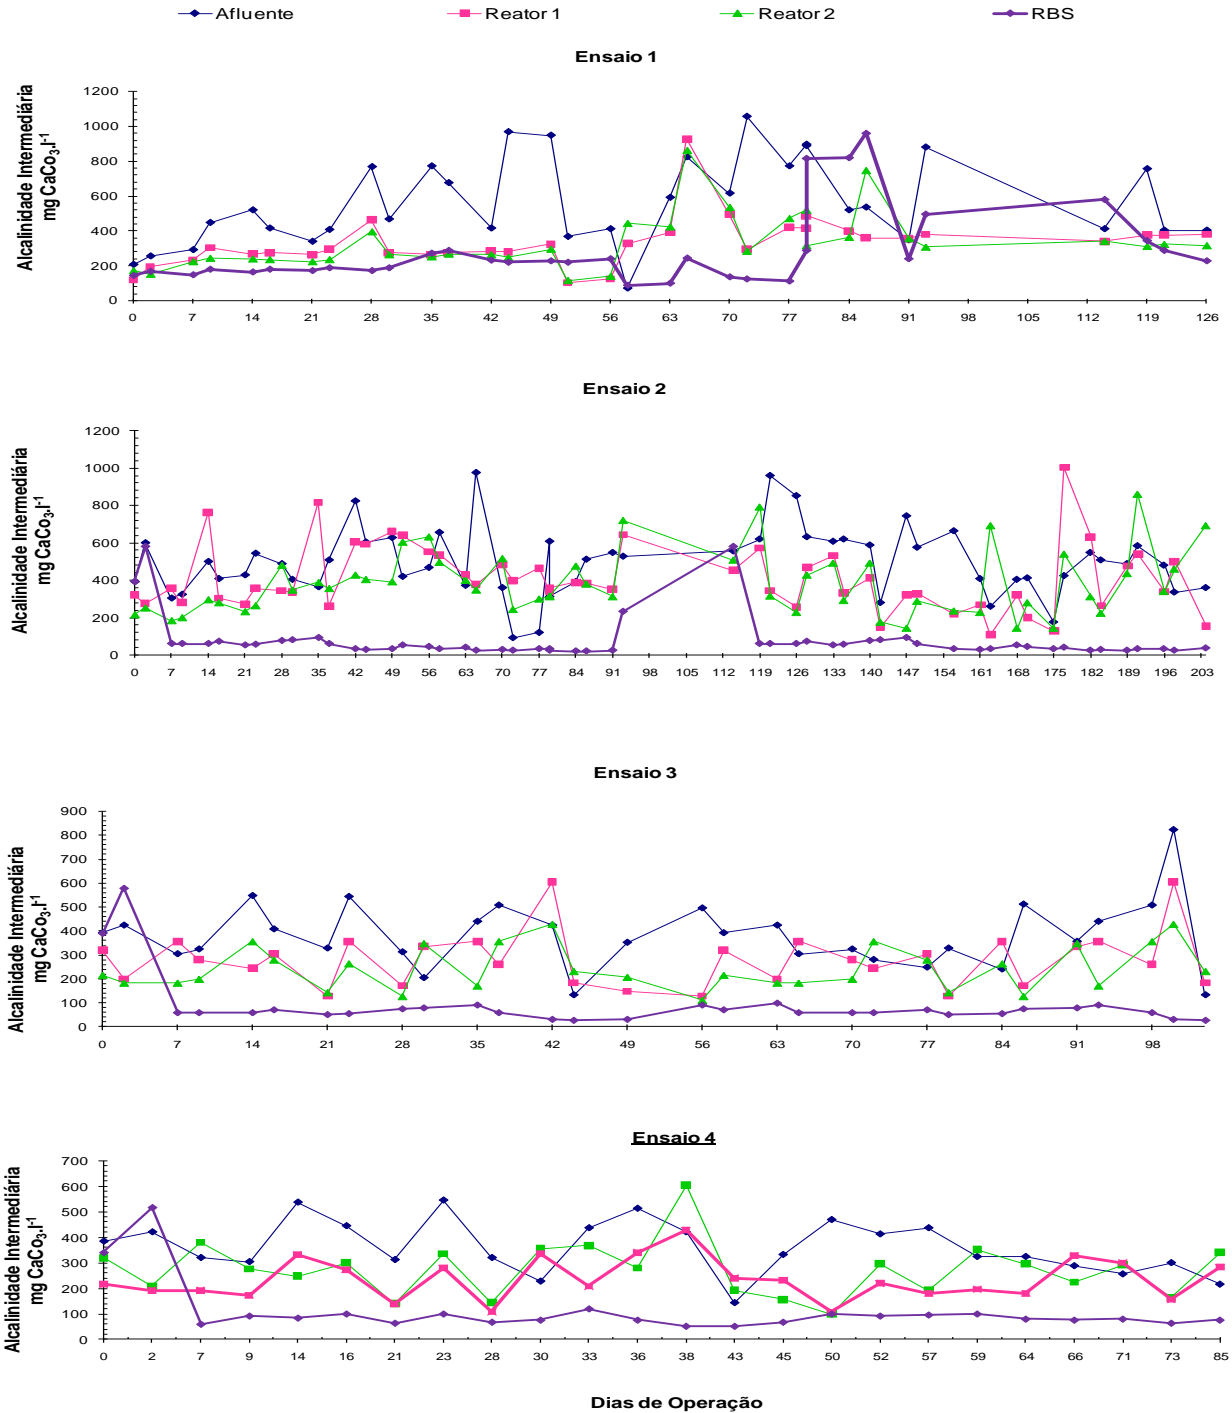 Afluente Reator 1 Reator 2 RBS
Ensaio 1
Alcalinidade Intermediária
mg CaCo₃.l⁻¹
1200
1000
800
600
400
200
0
0 7 14 21 28 35 42 49 56 63 70 77 84 91 98 105 112 119 126
Ensaio 2
Alcalinidade Intermediária
mg CaCo₃.l⁻¹
1200
1000
800
600
400
200
0
0 7 14 21 28 35 42 49 56 63 70 77 84 91 98 105 112 119 126 133 140 147 154 161 168 175 182 189 196 203
Ensaio 3
Alcalinidade Intermediária
mg CaCo₃.l⁻¹
900
800
700
600
500
400
300
200
100
0
0 7 14 21 28 35 42 49 56 63 70 77 84 91 98
Ensaio 4
Alcalinidade Intermediária
mg CaCo₃.l⁻¹
700
600
500
400
300
200
100
0
0 2 7 9 14 16 21 23 28 30 33 36 38 43 45 50 52 57 59 64 66 71 73 85
Dias de Operação